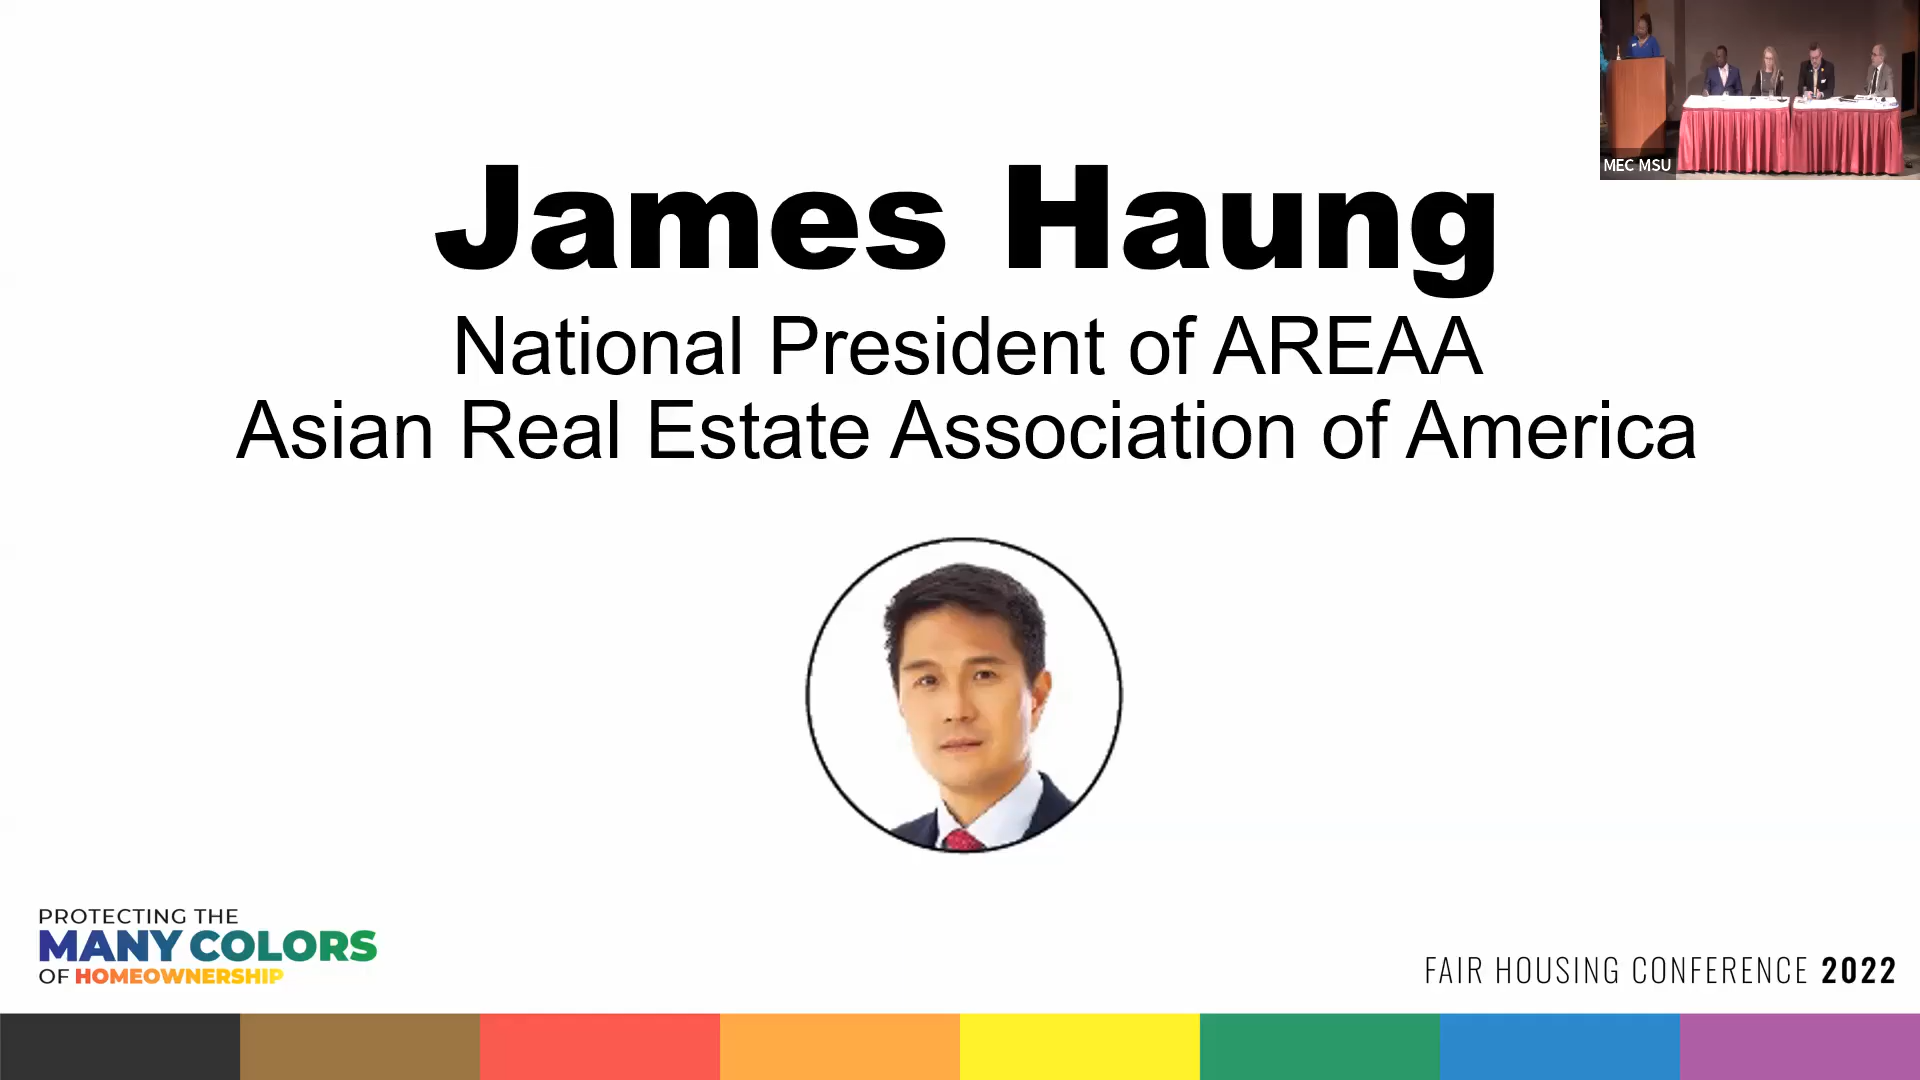 MEC MSU
James Haung
National President of AREAA
Asian Real Estate Association of America
PROTECTING THE
MANY COLORS
OF HOMEOWNERSHIP
FAIR HOUSING CONFERENCE 2022